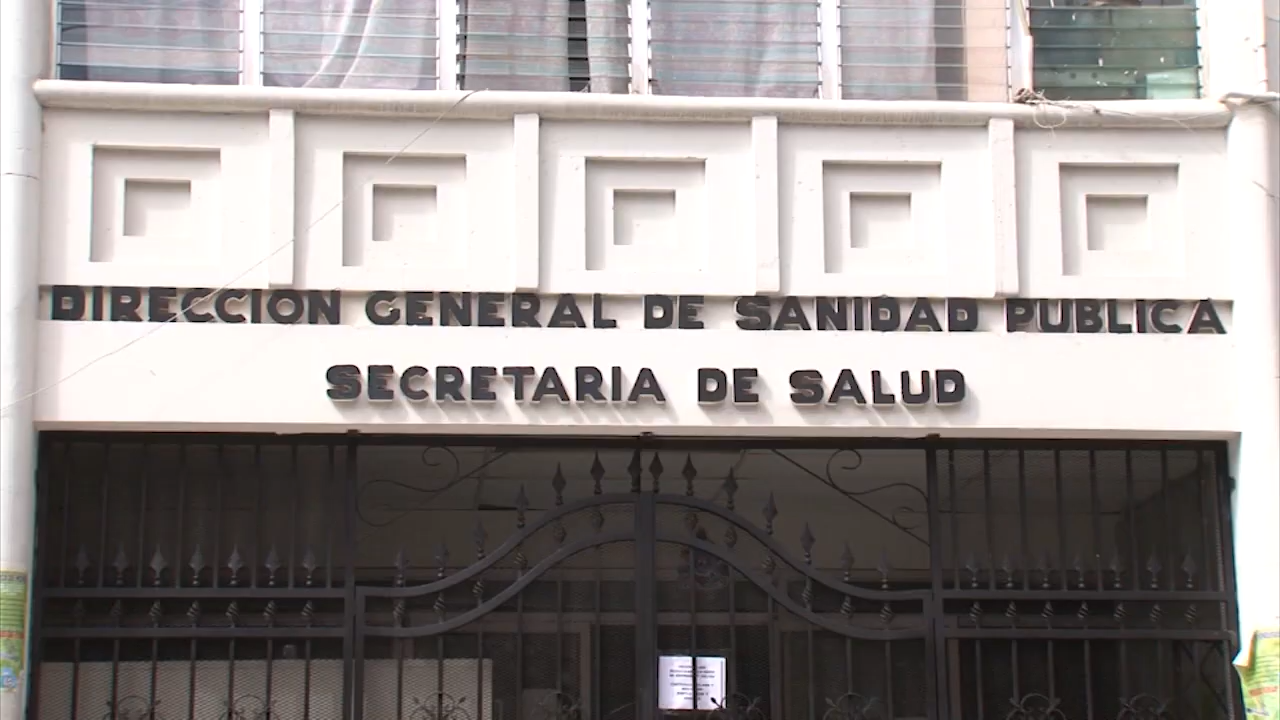 DIRECCION GENERAL DE SANIDAD PUBLICA
SECRETARIA DE SALUD